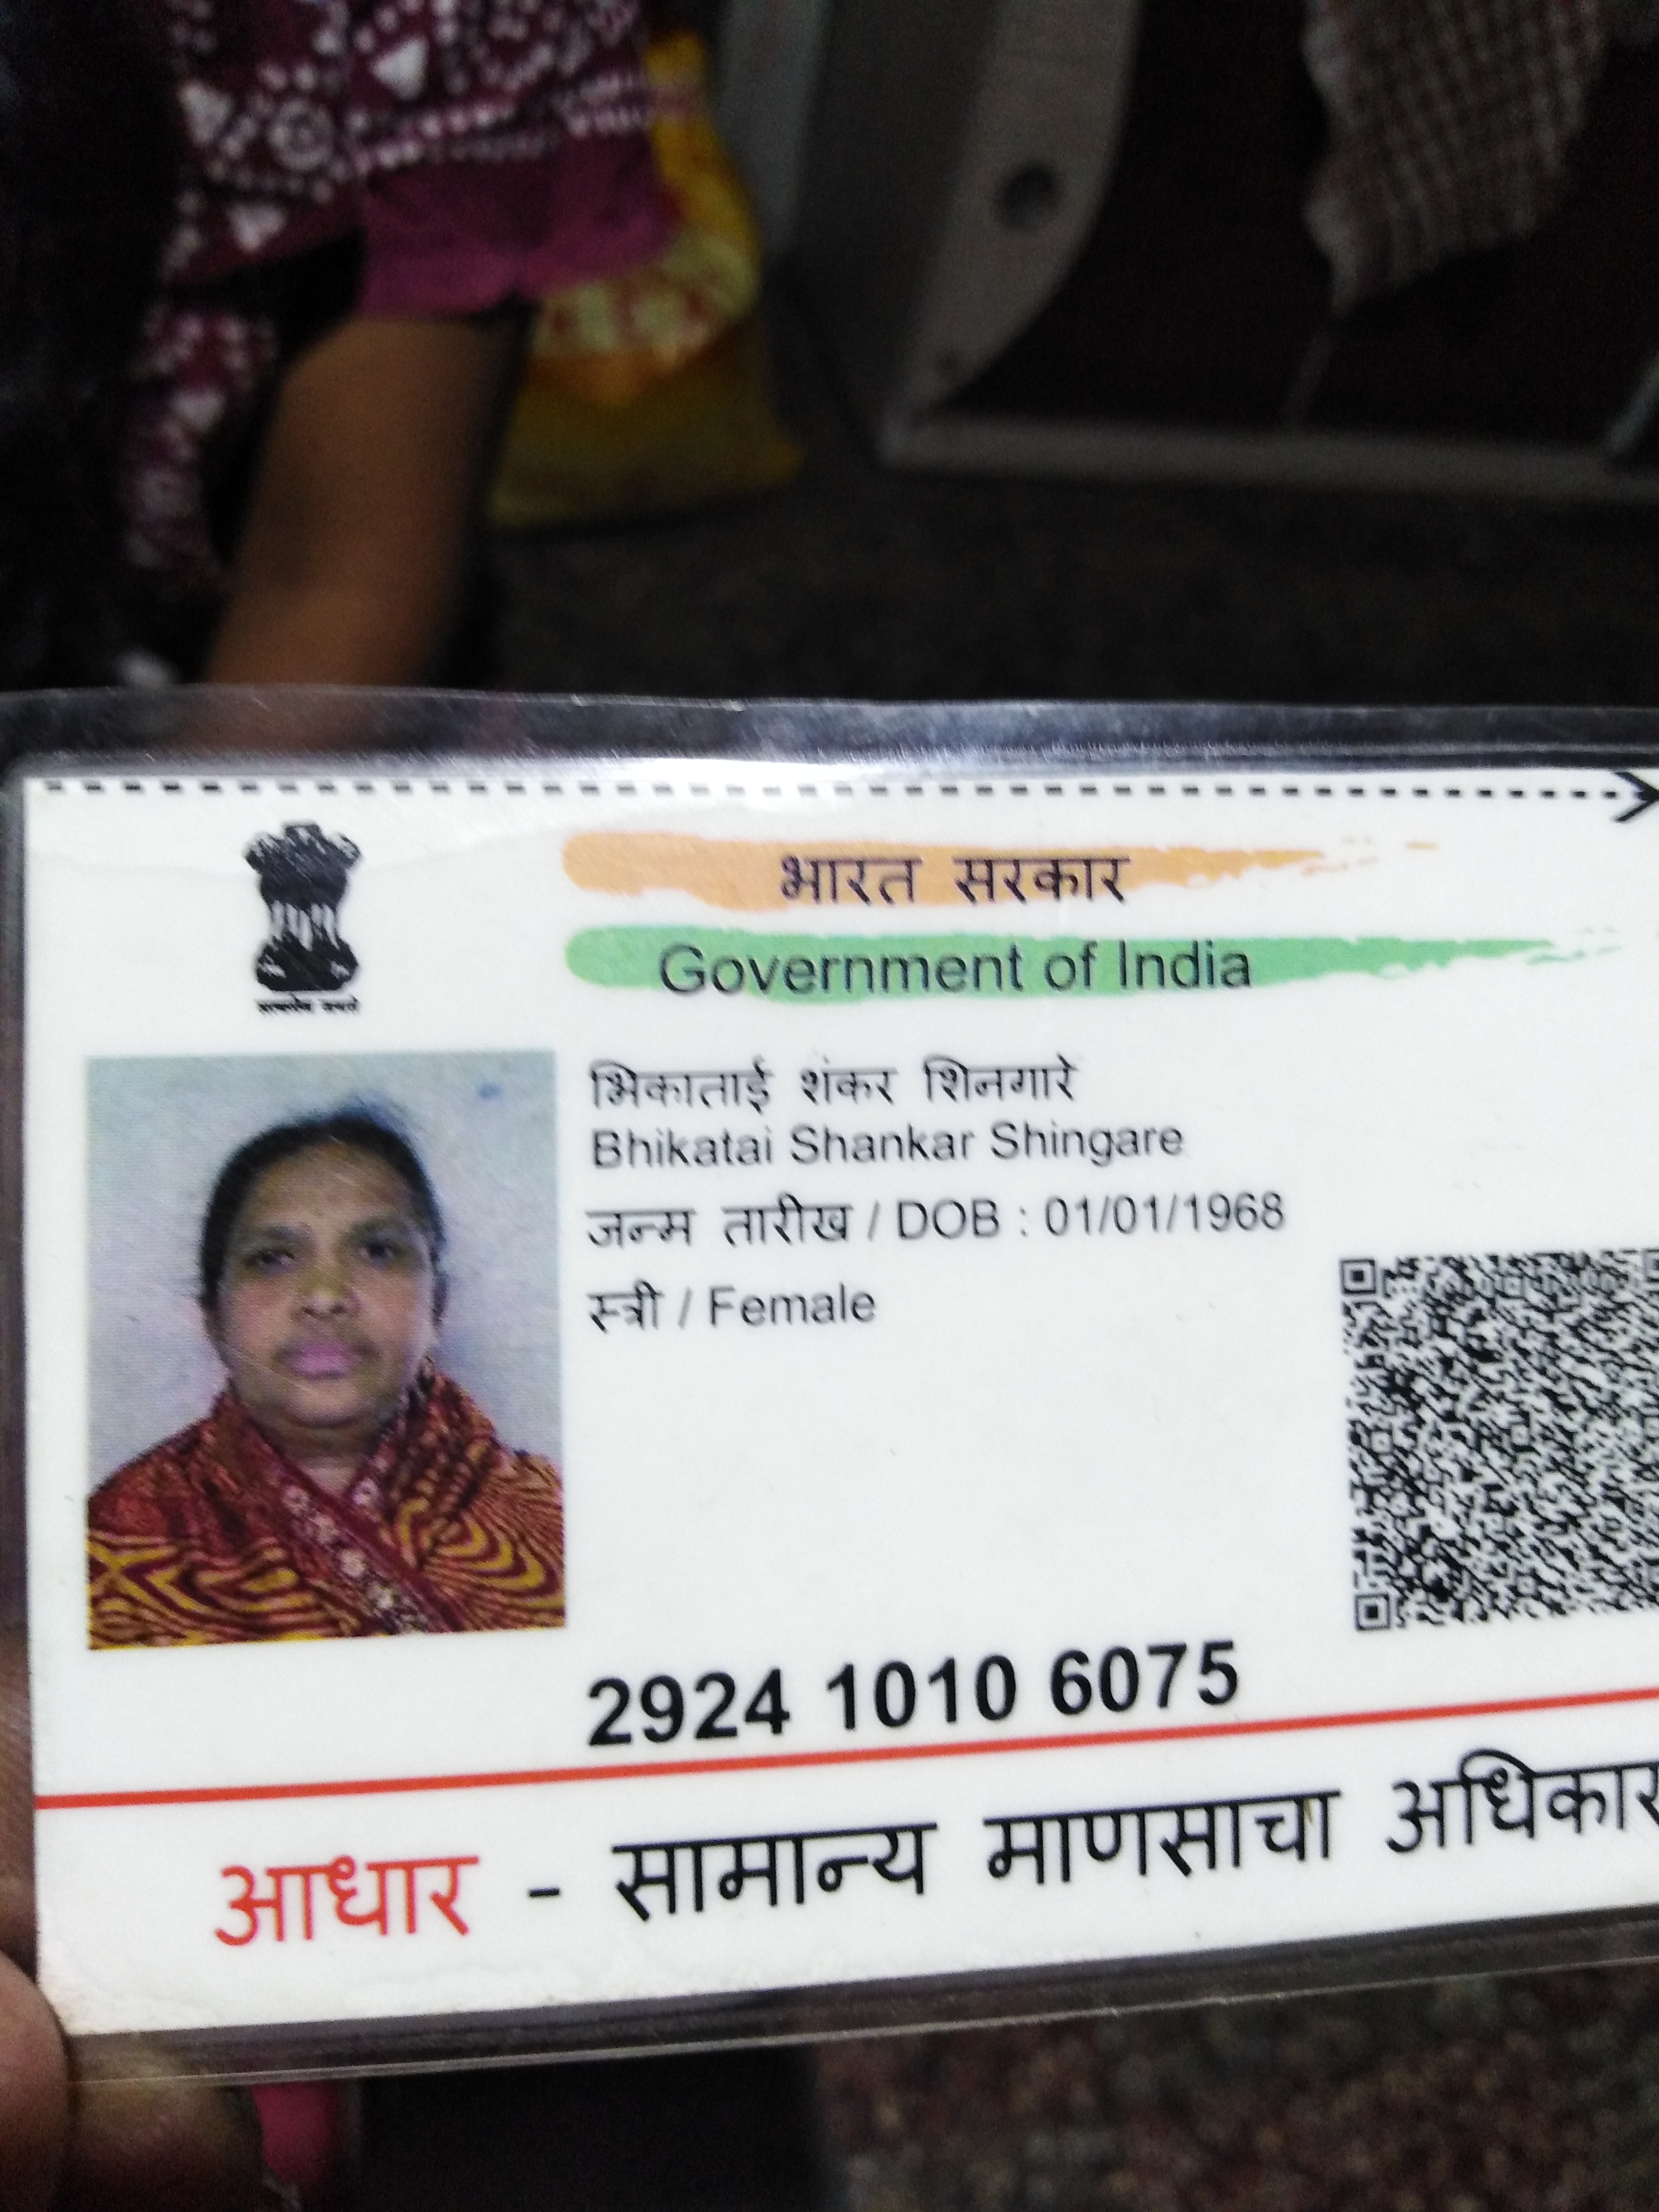 भारत सरकार
Government of India
भिकाताई शंकर शिनगारे
Bhikatai Shankar Shingare
जन्म तारीख / DOB : 01/01/1968
स्त्री / Female
2924 1010 6075
आधार - सामान्य माणसाचा अधिकार